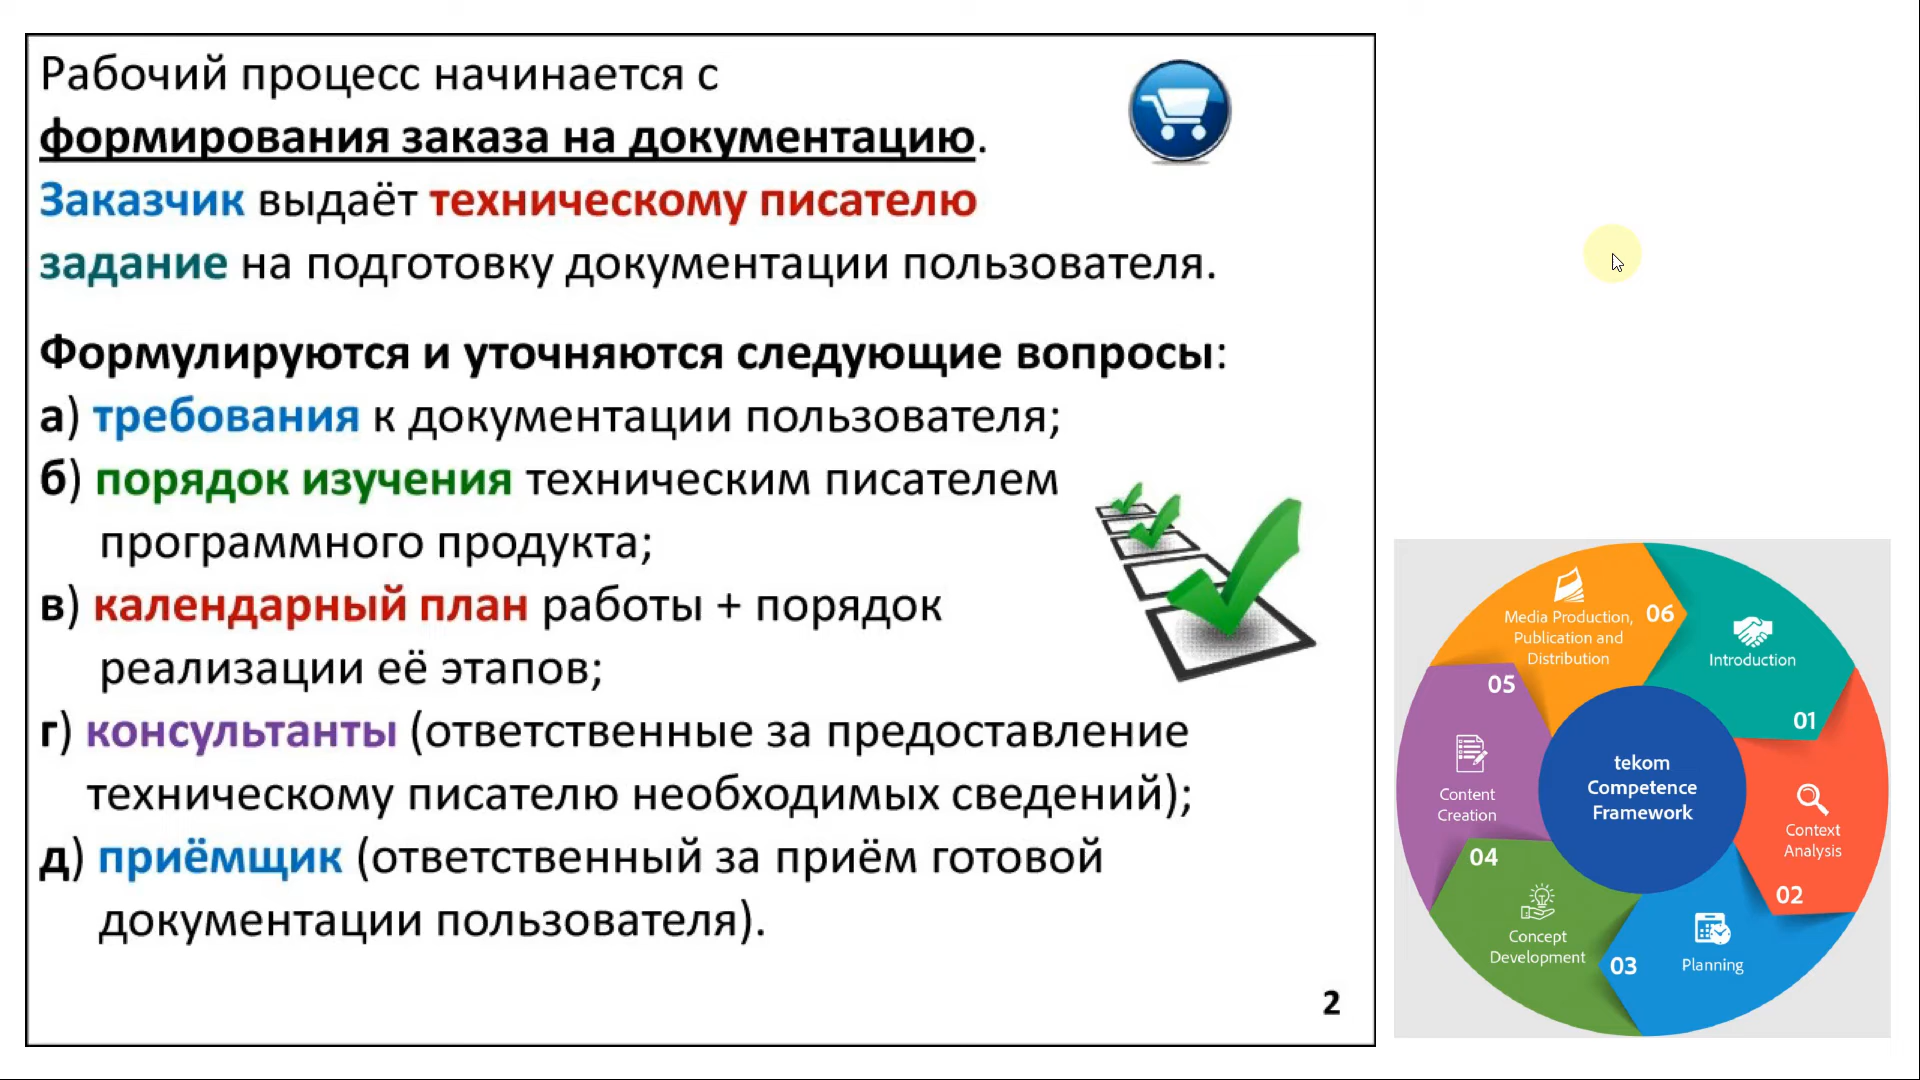 Рабочий процесс начинается с
формирования заказа на документацию.
Заказчик выдаёт техническому писателю
задание на подготовку документации пользователя.
Формулируются и уточняются следующие вопросы:
а) требования к документации пользователя;
б) порядок изучения техническим писателем
программного продукта;
в) календарный план работы + порядок
реализации её этапов;
г) консультанты (ответственные за предоставление
техническому писателю необходимых сведений);
д) приёмщик (ответственный за приём готовой
документации пользователя).
2
tekom
Competence
Framework
Introduction
01
Context
Analysis
02
Planning
03
Concept
Development
04
Content
Creation
05
Media Production,
Publication and
Distribution
06